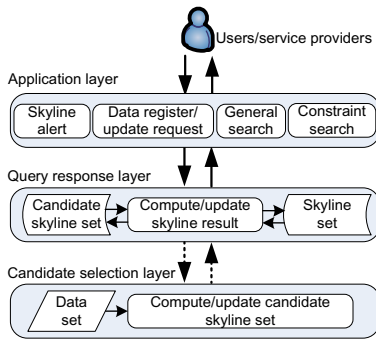 Users/service providers
Application layer
Skyline alert
Data register/ update request
General search
Constraint search
Query response layer
Candidate skyline set
Compute/update skyline result
Skyline set
Candidate selection layer
Data set
Compute/update candidate skyline set